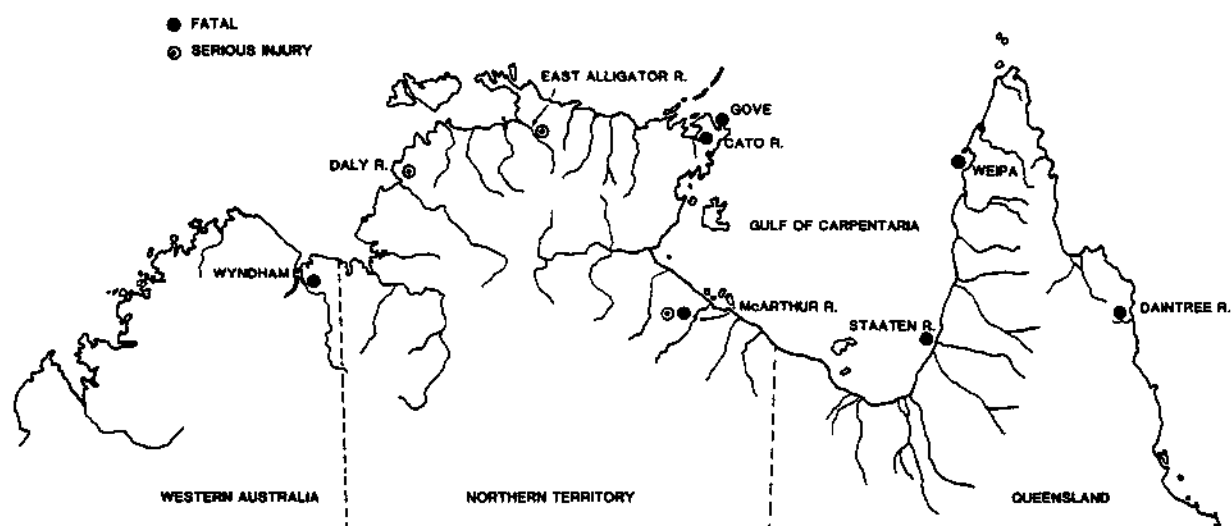 FATAL
SERIOUS INJURY
EAST ALLIGATOR R.
GOVE
CATO R.
DALY R.
WEIPA
GULF OF CARPENTARIA
WYNDHAM
McARTHUR R.
STAATEN R.
DAINTREE R.
WESTERN AUSTRALIA
NORTHERN TERRITORY
QUEENSLAND